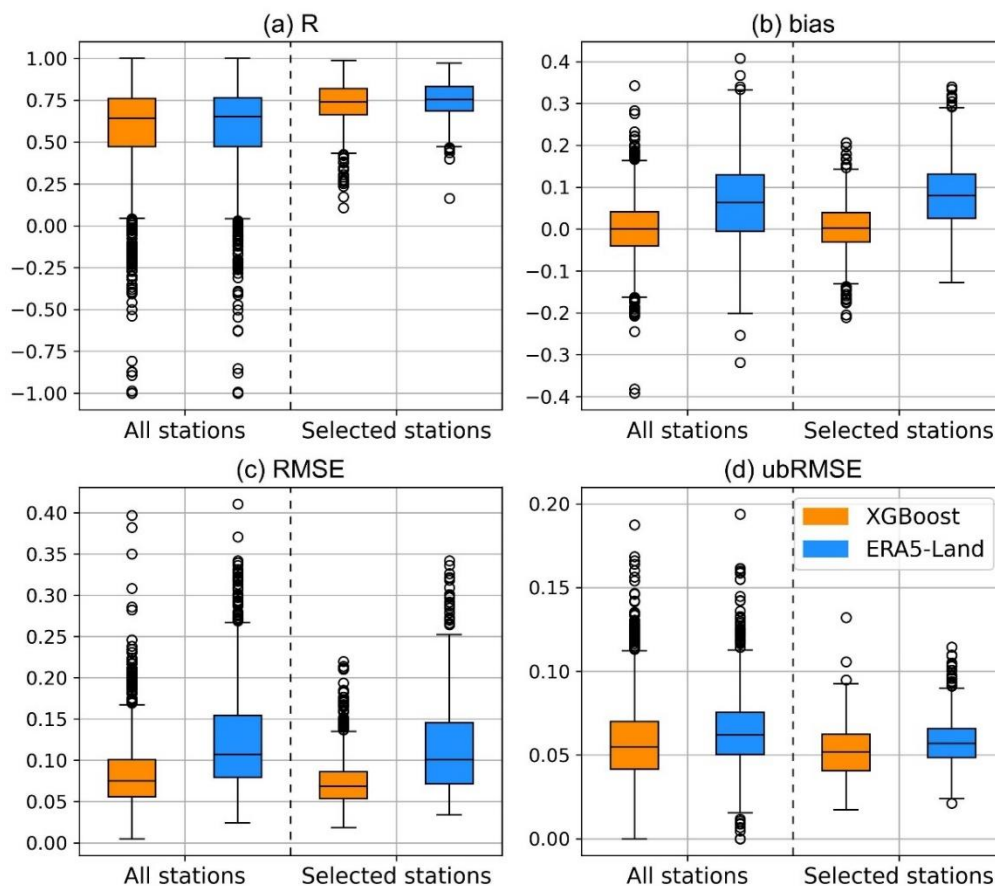 (a) R
1.00
0.75
0.50
0.25
0.00
−0.25
−0.50
−0.75
−1.00
All stations
Selected stations
(b) bias
0.4
0.3
0.2
0.1
0.0
−0.1
−0.2
−0.3
−0.4
All stations
Selected stations
(c) RMSE
0.40
0.35
0.30
0.25
0.20
0.15
0.10
0.05
0.00
All stations
Selected stations
(d) ubRMSE
0.20
0.15
0.10
0.05
0.00
XGBoost
ERA5-Land
All stations
Selected stations